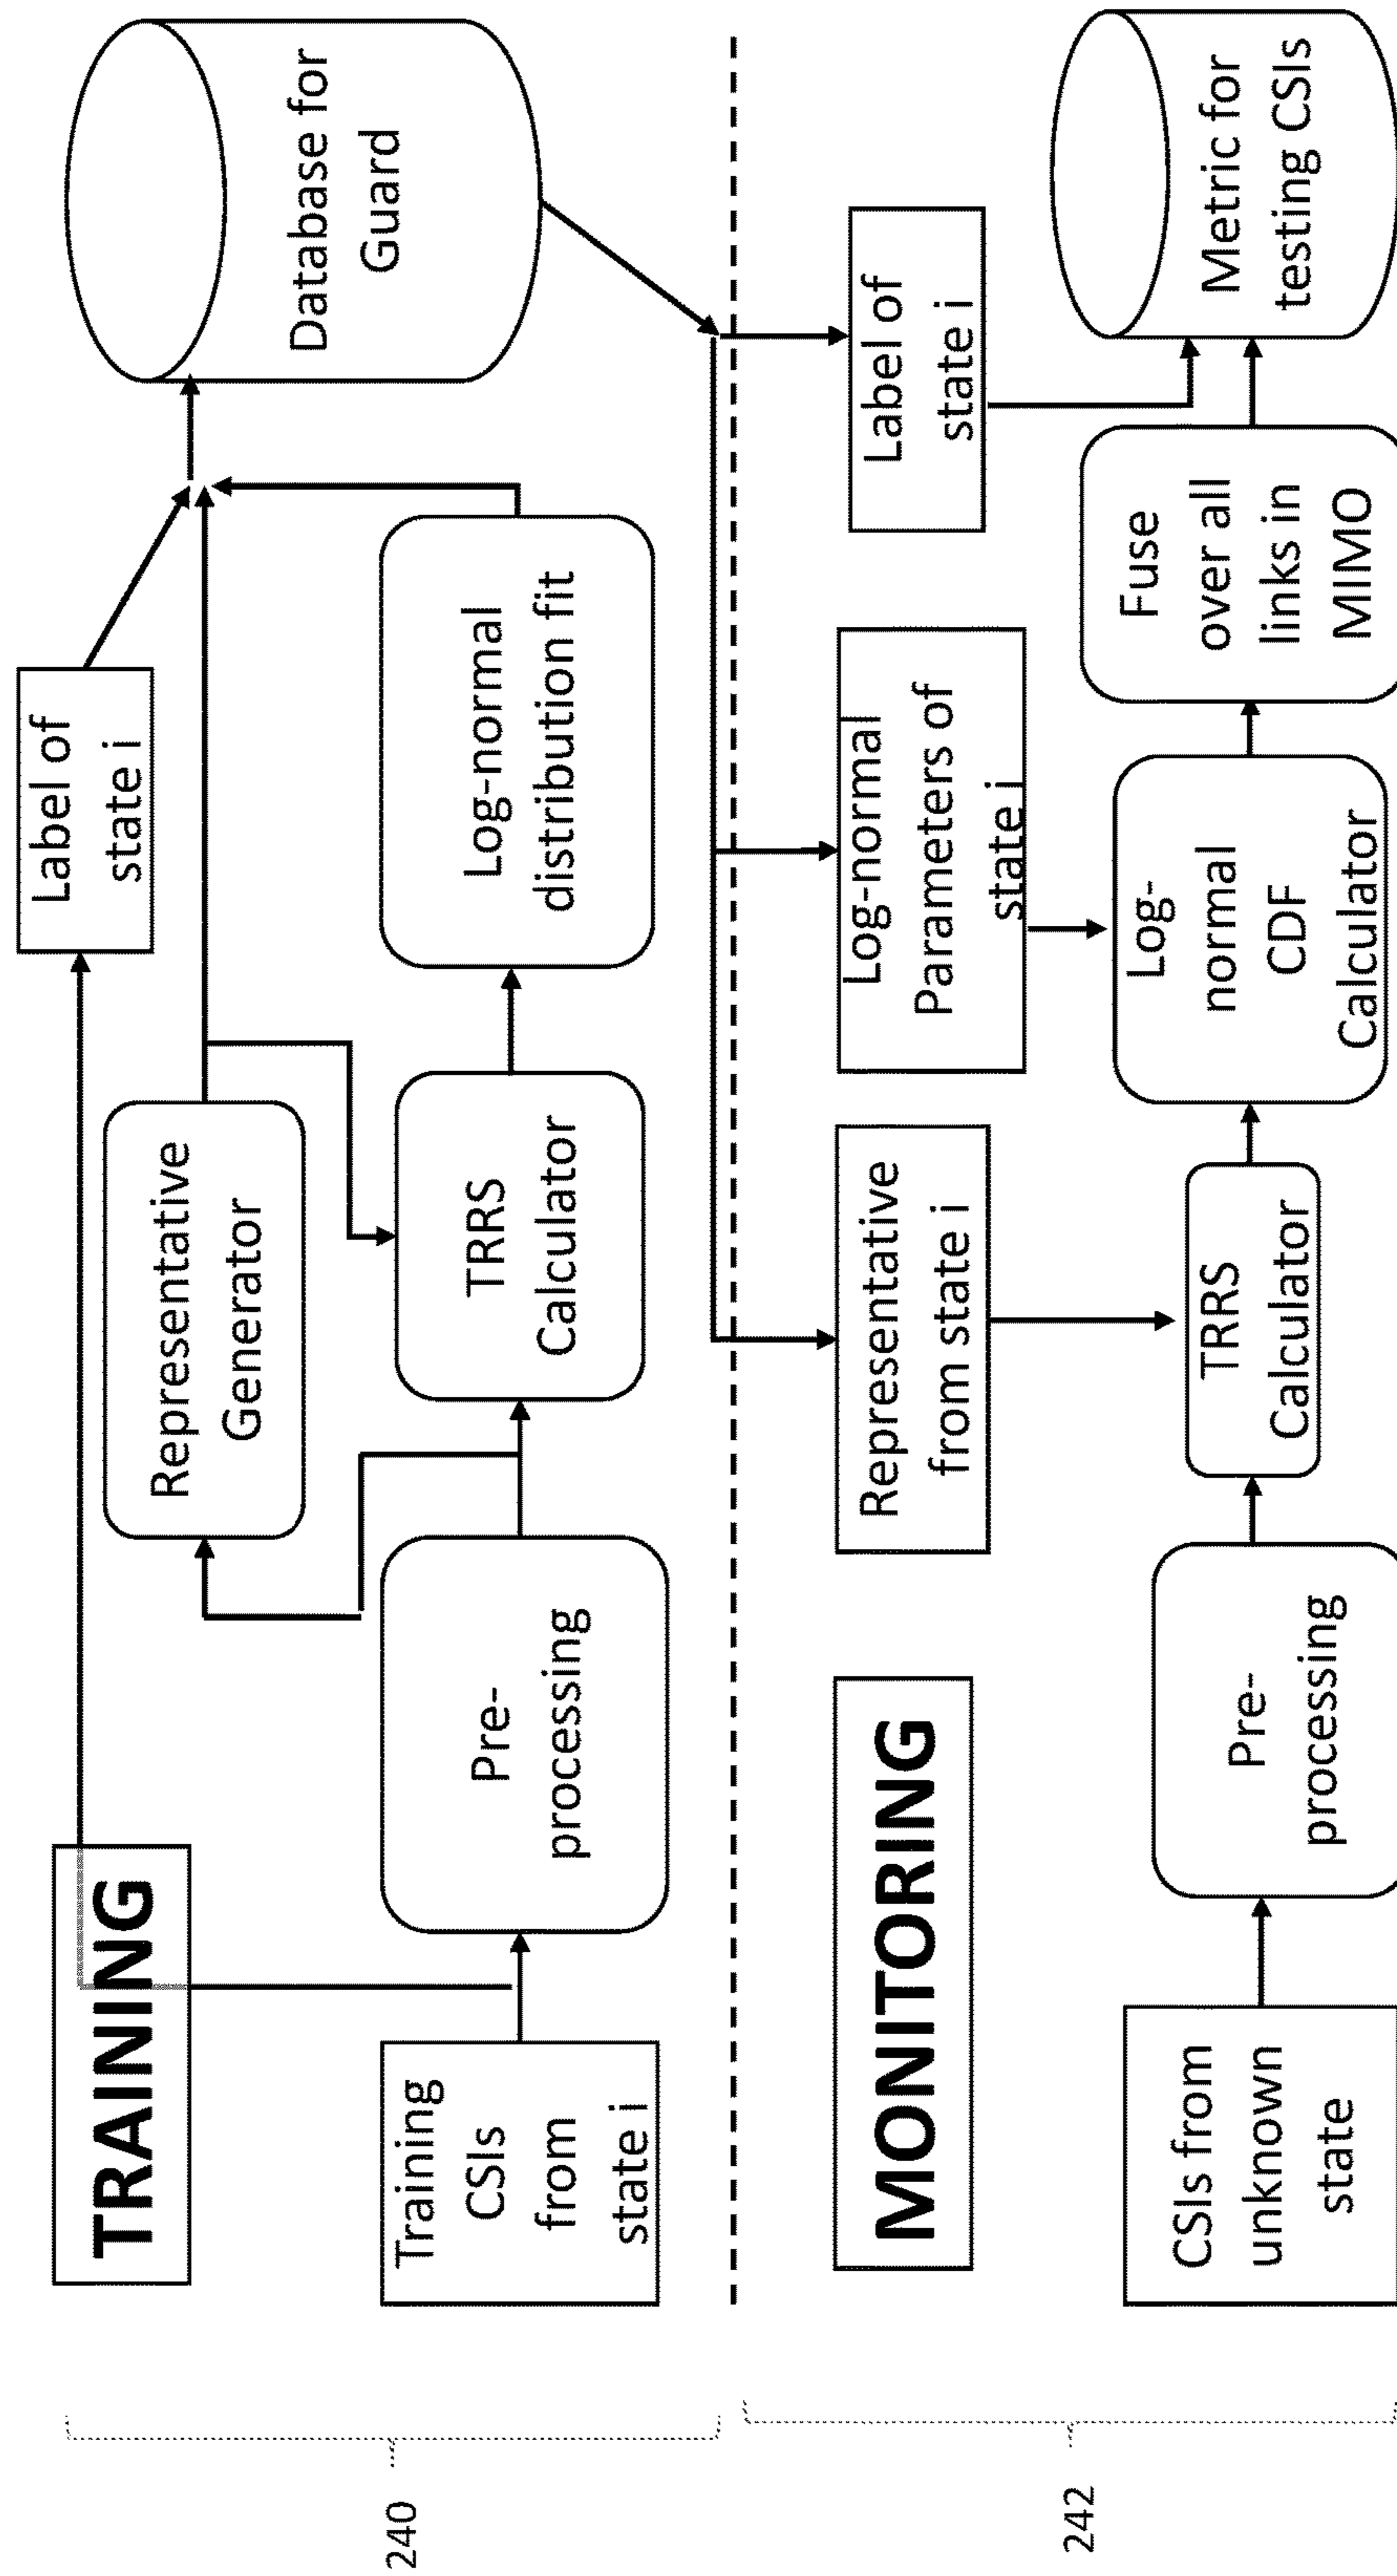 TRAINING
Label of
state i
Representative
Generator
Database for
Guard
Training
CSIs
from
state i
Pre-
processing
TRRS
Calculator
Log-normal
distribution fit
240
MONITORING
Representative
from state i
Log-normal
Parameters of
state i
Label of
state i
CSIs from
unknown
state
Pre-
processing
TRRS
Calculator
Log-
normal
CDF
Calculator
Fuse
over all
links in
MIMO
Metric for
testing CSIs
242